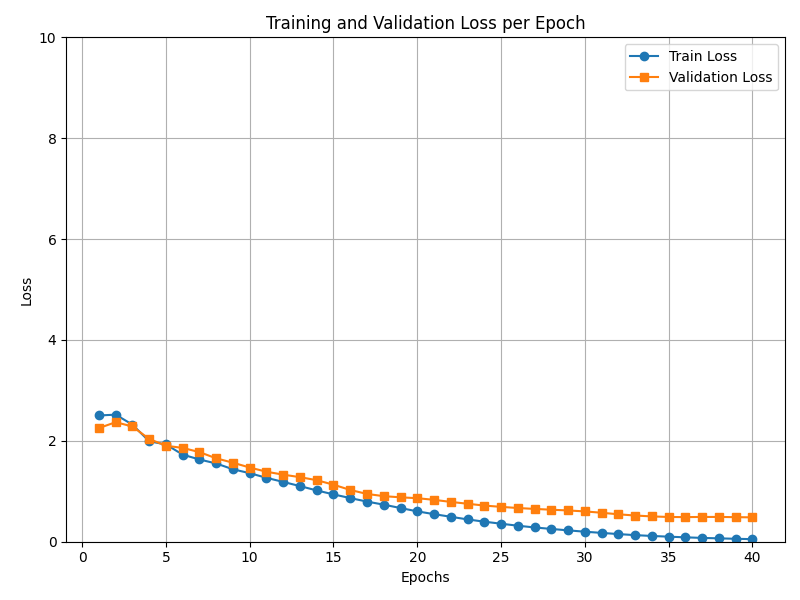 Training and Validation Loss per Epoch
Train Loss
Validation Loss
10
8
6
4
2
0
Loss
0 5 10 15 20 25 30 35 40
Epochs